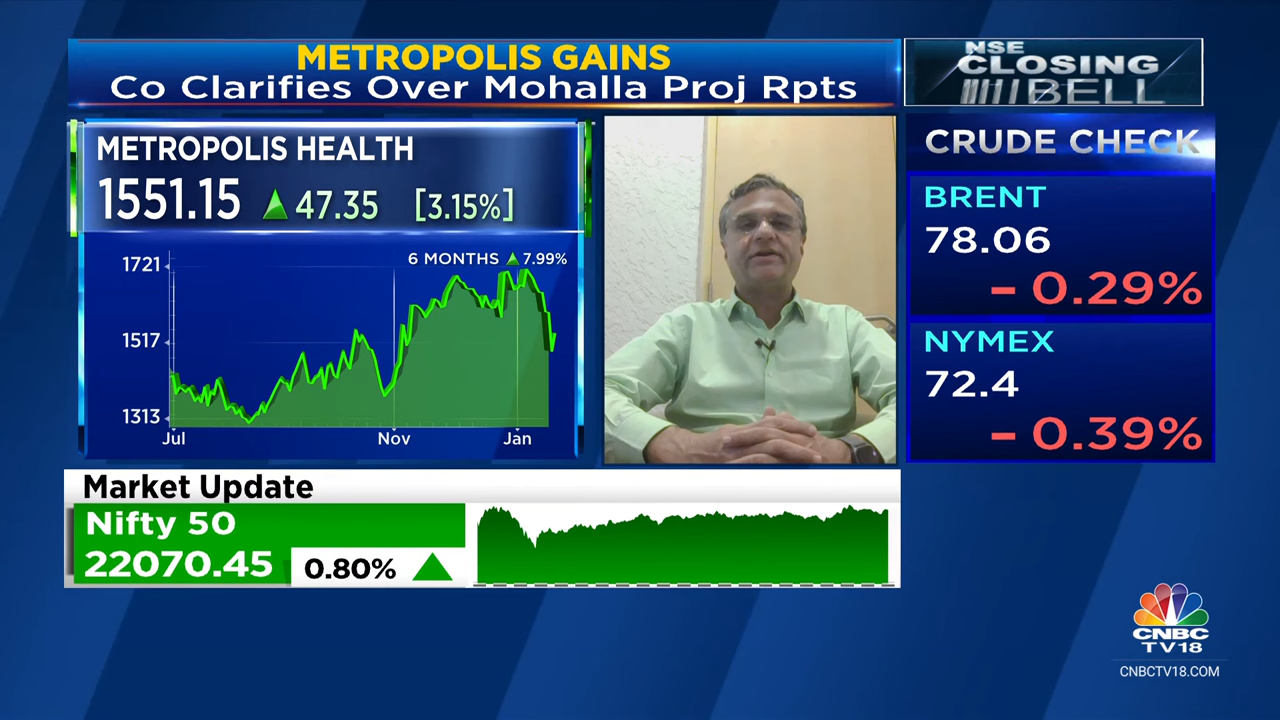 METROPOLIS GAINS
Co Clarifies Over Mohalla Proj Rpts
NSE
CLOSING
BELL
METROPOLIS HEALTH
1551.15 ▲ 47.35 [3.15%]
6 MONTHS ▲ 7.99%
1721
1517
1313
Jul Nov Jan
CRUDE CHECK
BRENT
78.06
– 0.29%
NYMEX
72.4
– 0.39%
Market Update
Nifty 50
22070.45 0.80% ▲
CNBC
TV18
CNBCTV18.COM